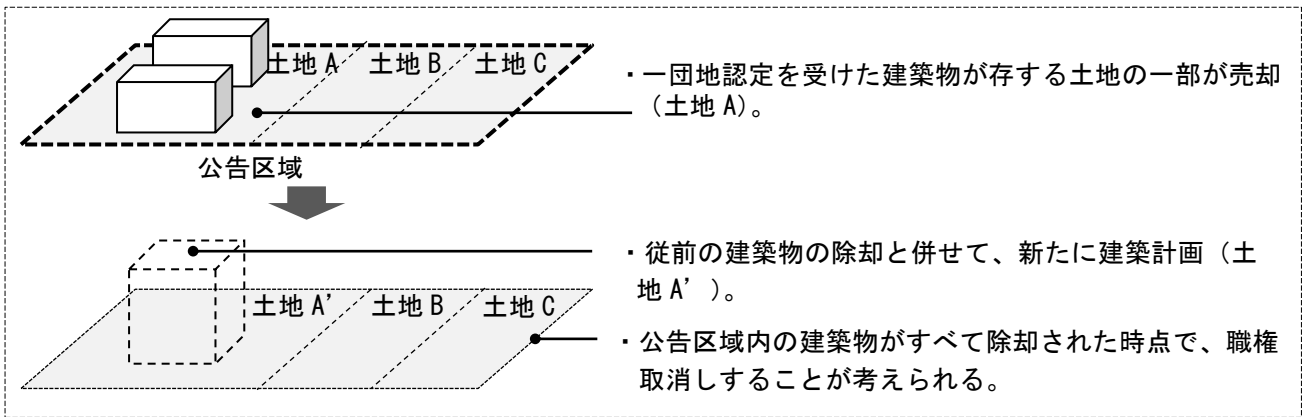 土地 A 土地 B 土地 C
・一団地認定を受けた建築物が存する土地の一部が売却
（土地 A）。
公告区域
・従前の建築物の除却と併せて、新たに建築計画（土
地 A’）。
土地 A’ 土地 B 土地 C
・公告区域内の建築物がすべて除却された時点で、職権
取消しすることが考えられる。